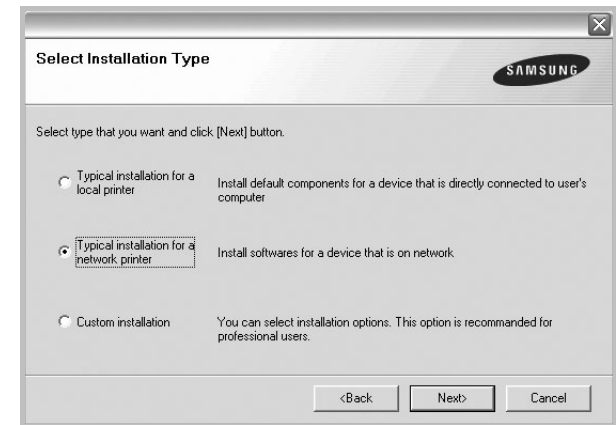 Select Installation Type
SAMSUNG
Select type that you want and click [Next] button.
Typical installation for a
local printer
Install default components for a device that is directly connected to user's
computer
Typical installation for a
network printer
Install softwares for a device that is on network
Custom installation
You can select installation options. This option is recommanded for
professional users.
<Back
Next>
Cancel